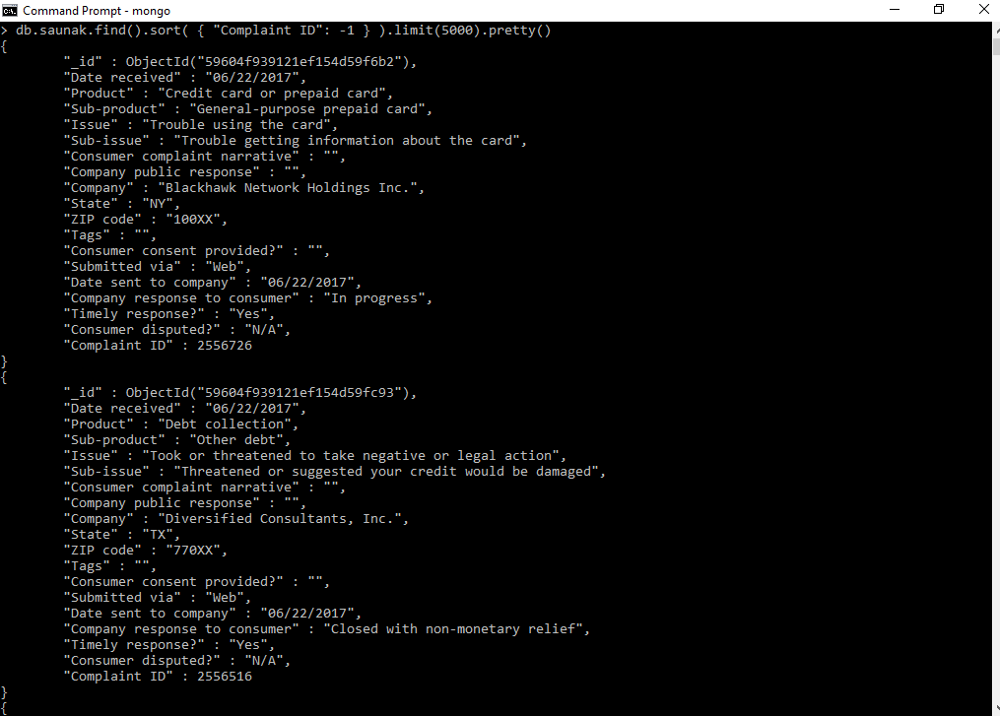 Command Prompt - mongo
> db.saunak.find().sort( { "Complaint ID": -1 } ).limit(5000).pretty()
{
"_id" : ObjectId("59604f939121ef154d59f6b2"),
"Date received" : "06/22/2017",
"Product" : "Credit card or prepaid card",
"Sub-product" : "General-purpose prepaid card",
"Issue" : "Trouble using the card",
"Sub-issue" : "Trouble getting information about the card",
"Consumer complaint narrative" : "",
"Company public response" : "",
"Company" : "Blackhawk Network Holdings Inc.",
"State" : "NY",
"ZIP code" : "100XX",
"Tags" : "",
"Consumer consent provided?" : "",
"Submitted via" : "Web",
"Date sent to company" : "06/22/2017",
"Company response to consumer" : "In progress",
"Timely response?" : "Yes",
"Consumer disputed?" : "N/A",
"Complaint ID" : 2556726
}
{
"_id" : ObjectId("59604f939121ef154d59fc93"),
"Date received" : "06/22/2017",
"Product" : "Debt collection",
"Sub-product" : "Other debt",
"Issue" : "Took or threatened to take negative or legal action",
"Sub-issue" : "Threatened or suggested your credit would be damaged",
"Consumer complaint narrative" : "",
"Company public response" : "",
"Company" : "Diversified Consultants, Inc.",
"State" : "TX",
"ZIP code" : "770XX",
"Tags" : "",
"Consumer consent provided?" : "",
"Submitted via" : "Web",
"Date sent to company" : "06/22/2017",
"Company response to consumer" : "Closed with non-monetary relief",
"Timely response?" : "Yes",
"Consumer disputed?" : "N/A",
"Complaint ID" : 2556516
}
{